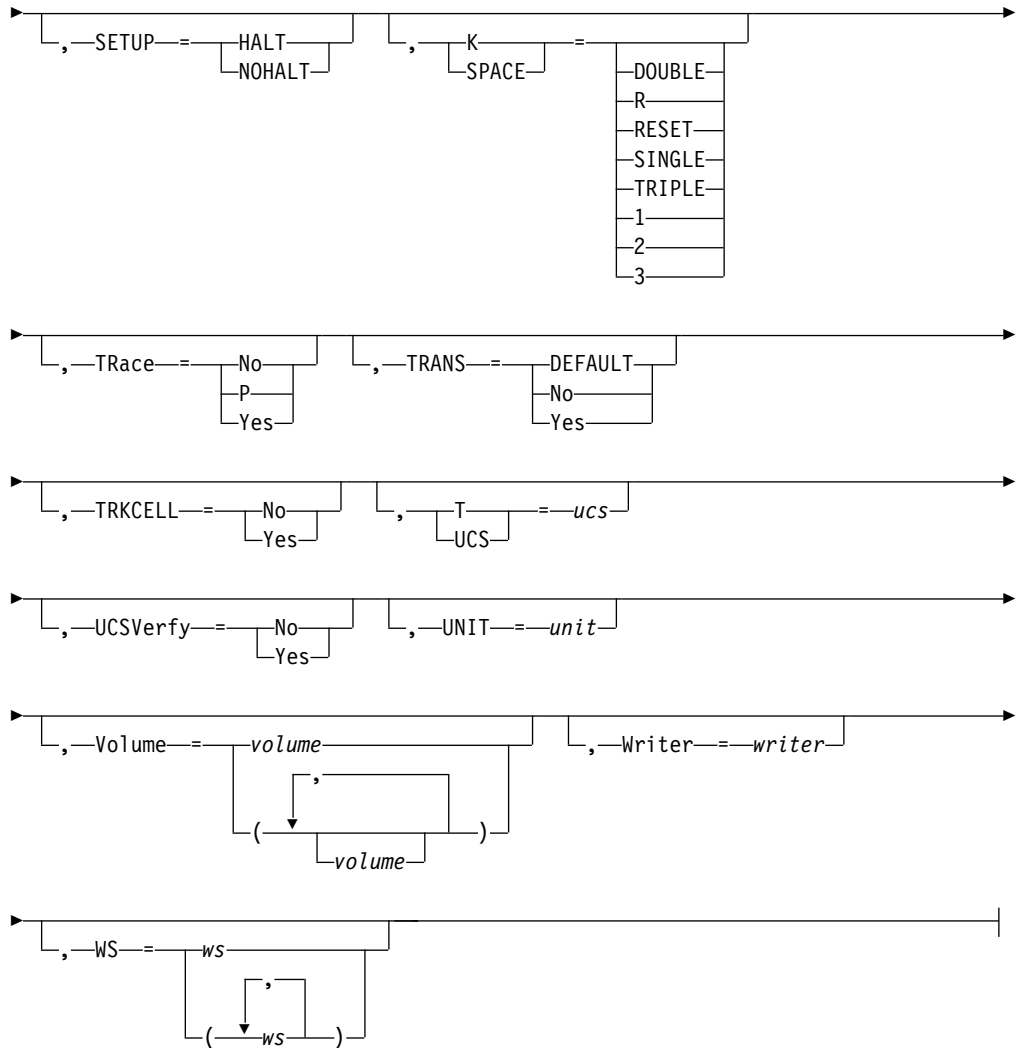 , SETUP = HALT
NOHALT
, K =
SPACE
DOUBLE
R
RESET
SINGLE
TRIPLE
1
2
3
, TRace = No
P
Yes
, TRANS = DEFAULT
No
Yes
, TRKCELL = No
Yes
, T = ucs
UCS
, UCSVerfy = No
Yes
, UNIT = unit
, Volume = volume
,
( volume )
, Writer = writer
, WS = ws
,
( ws )